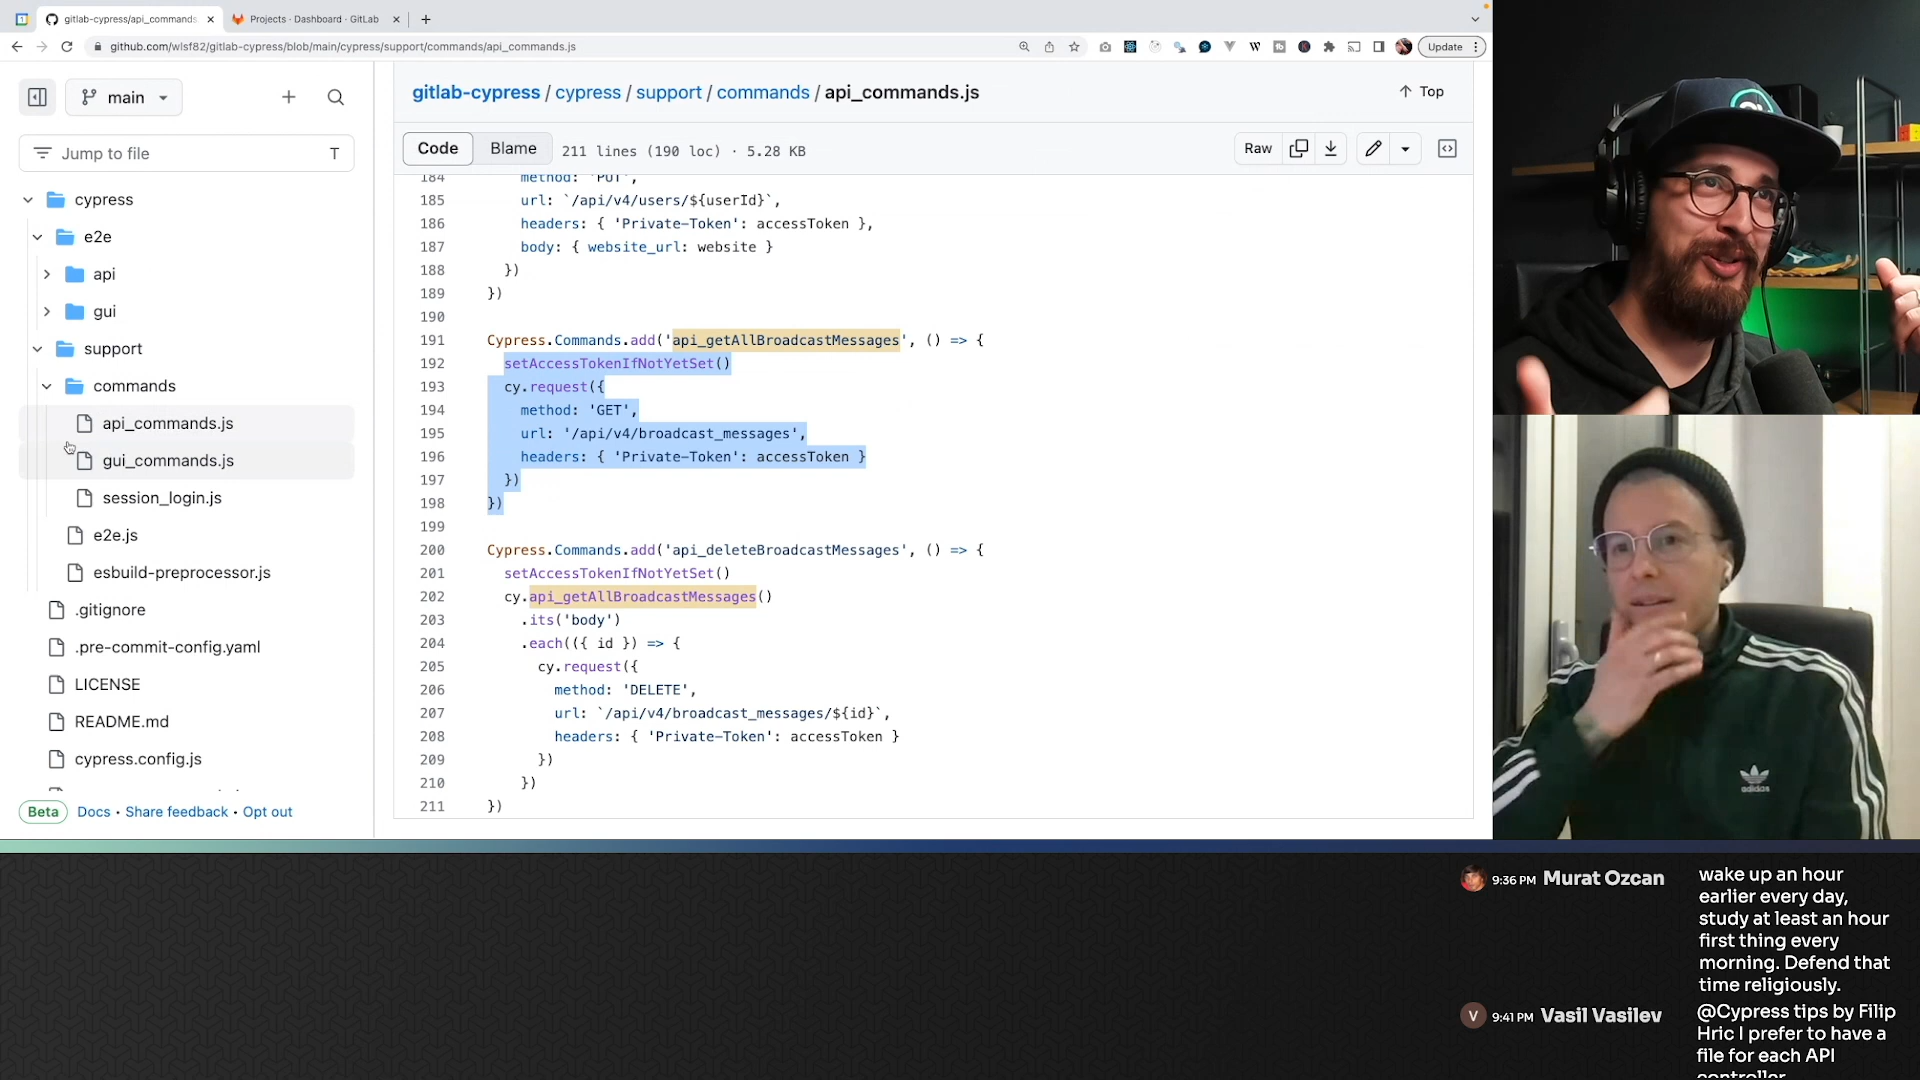 gitlab-cypress/api_commands
Projects · Dashboard · GitLab
github.com/wlsf82/gitlab-cypress/blob/main/cypress/support/commands/api_commands.js
Update
main
Jump to file
T
cypress
e2e
api
gui
support
commands
api_commands.js
gui_commands.js
session_login.js
e2e.js
esbuild-preprocessor.js
.gitignore
.pre-commit-config.yaml
LICENSE
README.md
cypress.config.js
Beta Docs • Share feedback • Opt out
gitlab-cypress / cypress / support / commands / api_commands.js
Top
Code Blame 211 lines (190 loc) · 5.28 KB
Raw
184 method: 'PUT',
185 url: `/api/v4/users/${userId}`,
186 headers: { 'Private-Token': accessToken },
187 body: { website_url: website }
188 })
189 })
190
191 Cypress.Commands.add('api_getAllBroadcastMessages', () => {
192 setAccessTokenIfNotYetSet()
193 cy.request({
194 method: 'GET',
195 url: '/api/v4/broadcast_messages',
196 headers: { 'Private-Token': accessToken }
197 })
198 })
199
200 Cypress.Commands.add('api_deleteBroadcastMessages', () => {
201 setAccessTokenIfNotYetSet()
202 cy.api_getAllBroadcastMessages()
203 .its('body')
204 .each(({ id }) => {
205 cy.request({
206 method: 'DELETE',
207 url: `/api/v4/broadcast_messages/${id}`,
208 headers: { 'Private-Token': accessToken }
209 })
210 })
211 })
adidas
9:36 PM Murat Ozcan
wake up an hour
earlier every day,
study at least an hour
first thing every
morning. Defend that
time religiously.
V 9:41 PM Vasil Vasilev
@Cypress tips by Filip
Hric I prefer to have a
file for each API
controller